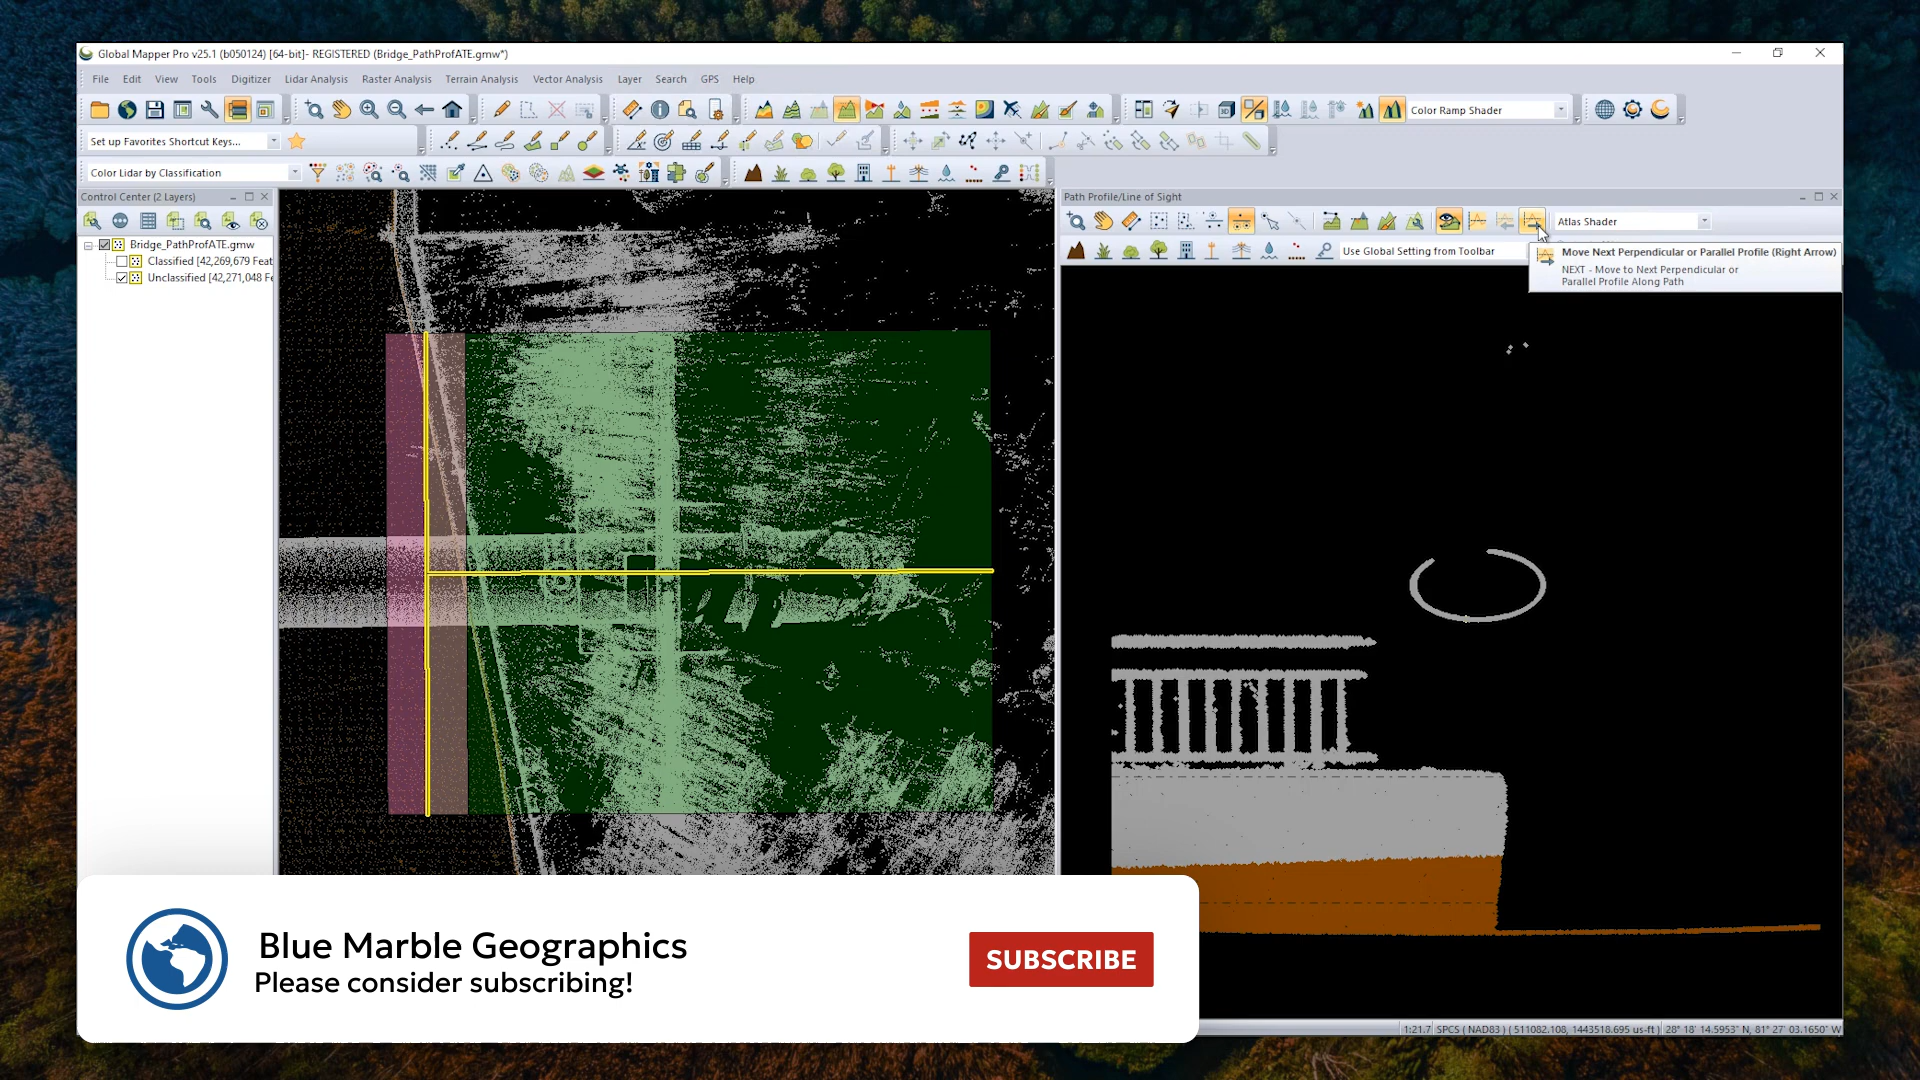 Global Mapper Pro v25.1 (b050124) [64-bit]- REGISTERED (Bridge_PathProfATE.gmw*)
File Edit View Tools Digitizer Lidar Analysis Raster Analysis Terrain Analysis Vector Analysis Layer Search GPS Help
Color Ramp Shader
Set up Favorites Shortcut Keys...
Color Lidar by Classification
Control Center (2 Layers)
Bridge_PathProfATE.gmw
Classified [42,269,679 Feat
Unclassified [42,271,048 Fe
Path Profile/Line of Sight
Atlas Shader
Use Global Setting from Toolbar
Move Next Perpendicular or Parallel Profile (Right Arrow)
NEXT - Move to Next Perpendicular or
Parallel Profile Along Path
Blue Marble Geographics
Please consider subscribing!
SUBSCRIBE
1:21.7 SPCS ( NAD83 ) ( 511082.108, 1443518.695 us-ft ) 28° 18' 14.5953" N, 81° 27' 03.1650" W